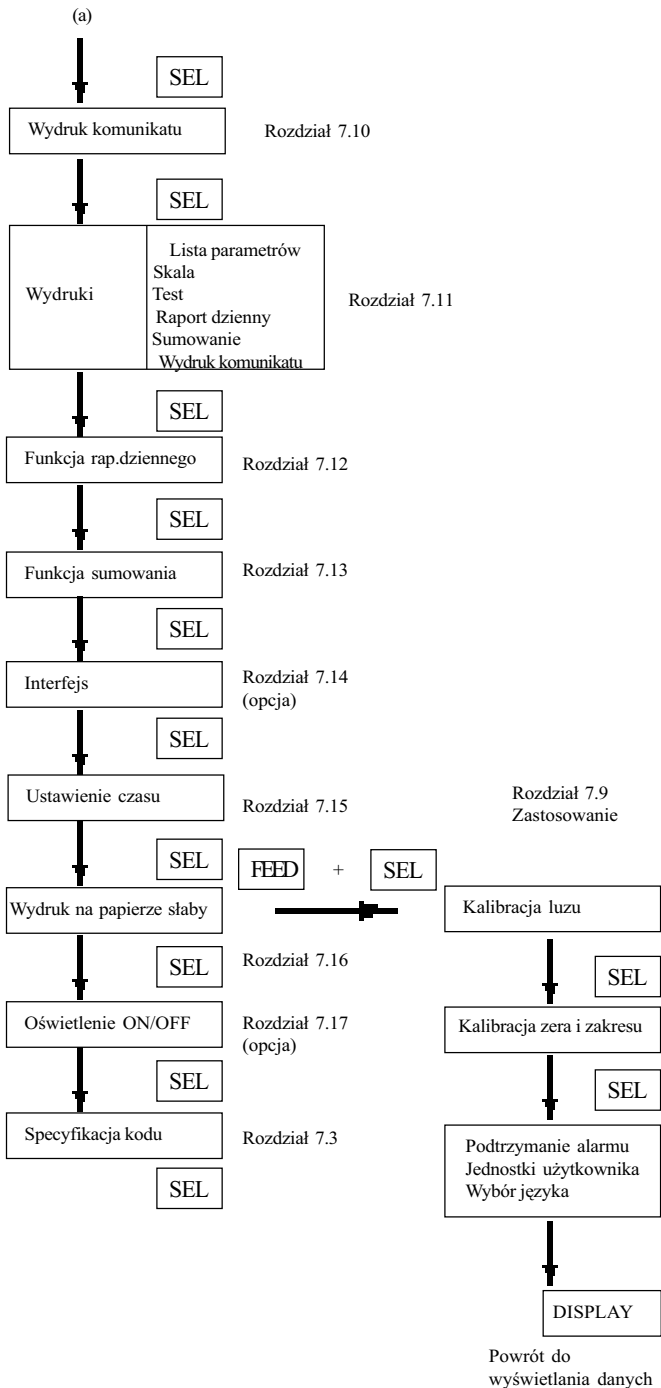 (a)
SEL
Wydruk komunikatu
Rozdział 7.10
SEL
Wydruki
Lista parametrów
Skala
Test
Raport dzienny
Sumowanie
Wydruk komunikatu
Rozdział 7.11
SEL
Funkcja rap.dziennego
Rozdział 7.12
SEL
Funkcja sumowania
Rozdział 7.13
SEL
Interfejs
Rozdział 7.14
(opcja)
SEL
Ustawienie czasu
Rozdział 7.15
SEL
Wydruk na papierze słaby
Rozdział 7.16
SEL
Oświetlenie ON/OFF
Rozdział 7.17
(opcja)
SEL
Specyfikacja kodu
Rozdział 7.3
SEL
FEED + SEL
Rozdział 7.9
Zastosowanie
Kalibracja luzu
SEL
Kalibracja zera i zakresu
SEL
Podtrzymanie alarmu
Jednostki użytkownika
Wybór języka
DISPLAY
Powrót do
wyświetlania danych